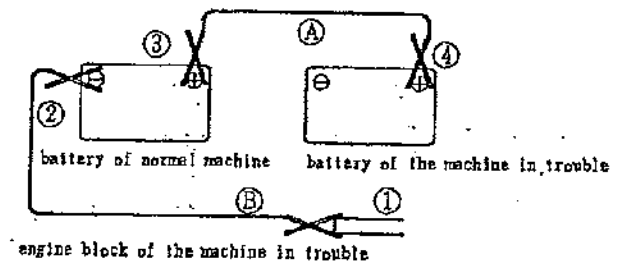 ③ Ⓐ ④
⊖ ⊕ ⊖ ⊕
②
battery of normal machine battery of the machine in trouble
Ⓑ ①
engine block of the machine in trouble